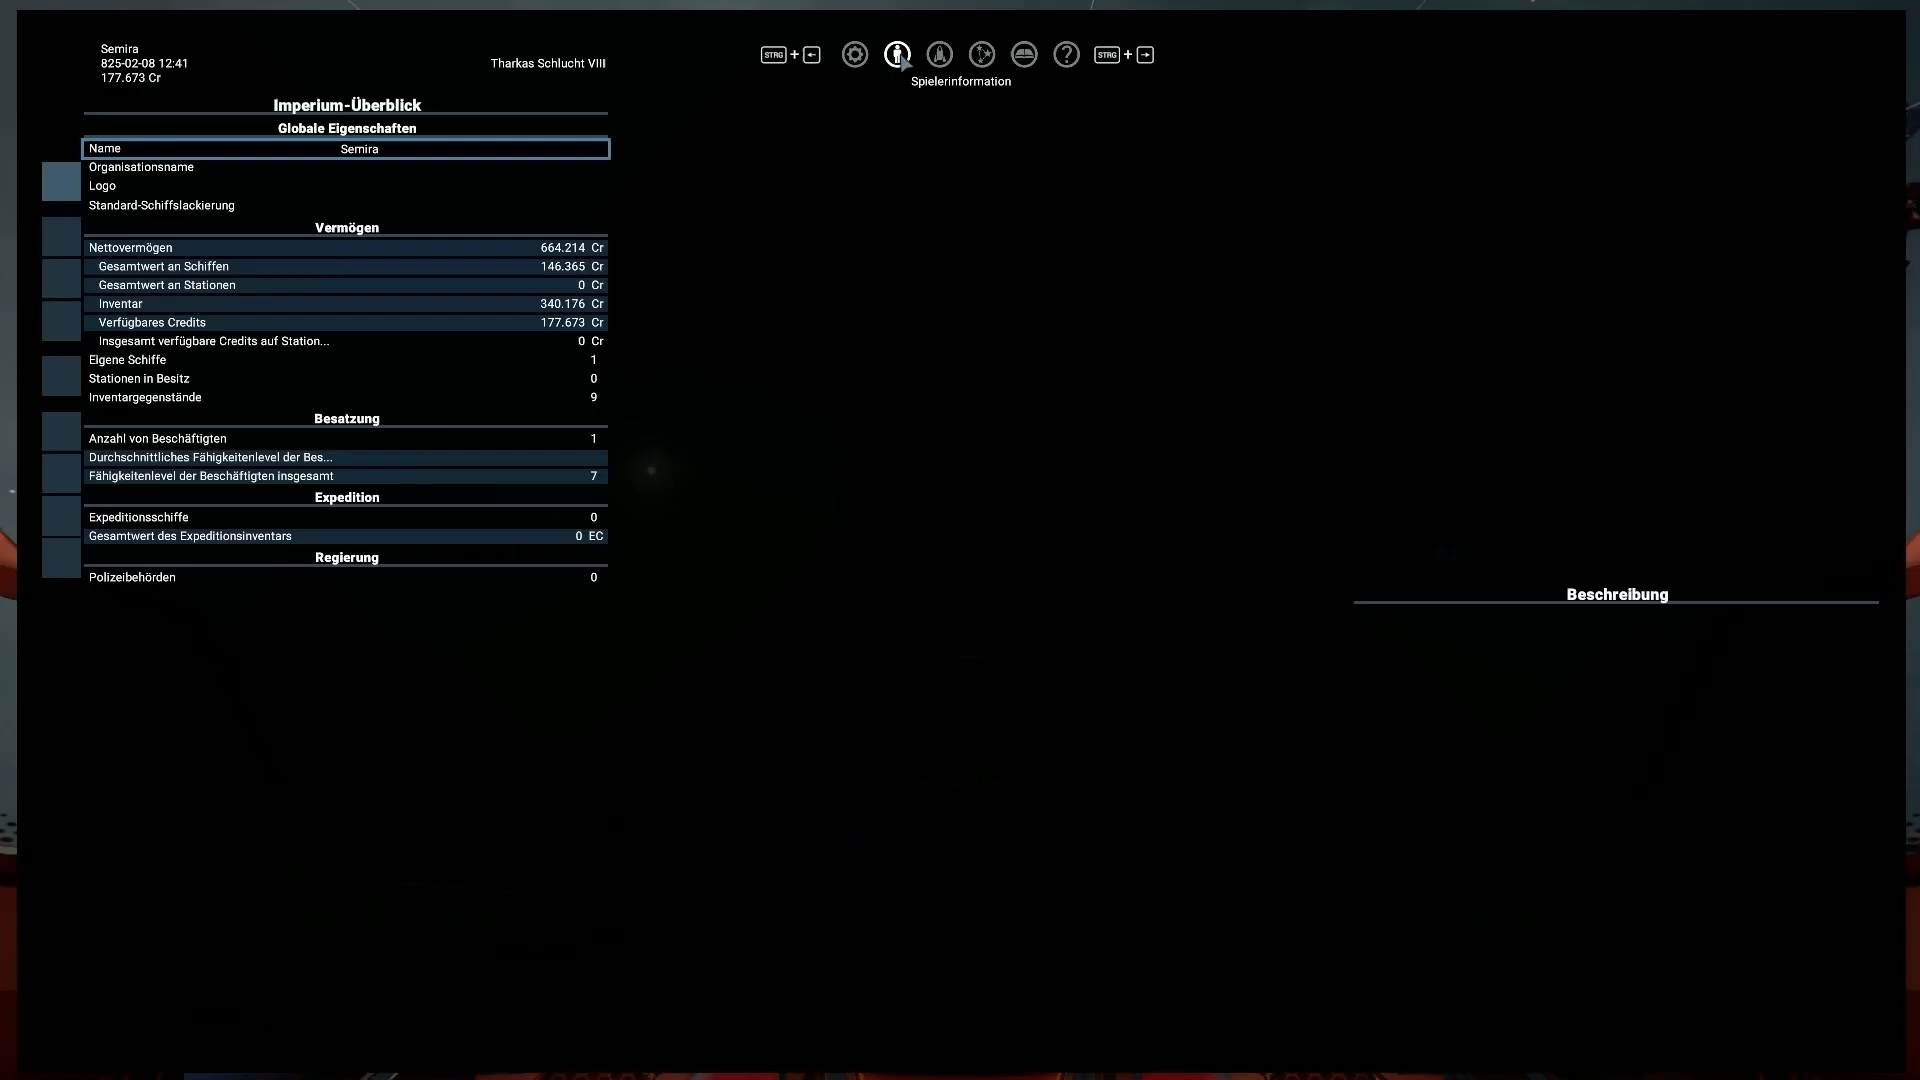 Semira
825-02-08 12:41
177.673 Cr
Tharkas Schlucht VIII
STRG + ←
? STRG + →
Spielerinformation
Imperium-Überblick
Globale Eigenschaften
Name Semira
Organisationsname
Logo
Standard-Schiffslackierung
Vermögen
Nettovermögen 664.214 Cr
Gesamtwert an Schiffen 146.365 Cr
Gesamtwert an Stationen 0 Cr
Inventar 340.176 Cr
Verfügbares Credits 177.673 Cr
Insgesamt verfügbare Credits auf Station... 0 Cr
Eigene Schiffe 1
Stationen in Besitz 0
Inventargegenstände 9
Besatzung
Anzahl von Beschäftigten 1
Durchschnittliches Fähigkeitenlevel der Bes...
Fähigkeitenlevel der Beschäftigten insgesamt 7
Expedition
Expeditionsschiffe 0
Gesamtwert des Expeditionsinventars 0 EC
Regierung
Polizeibehörden 0
Beschreibung